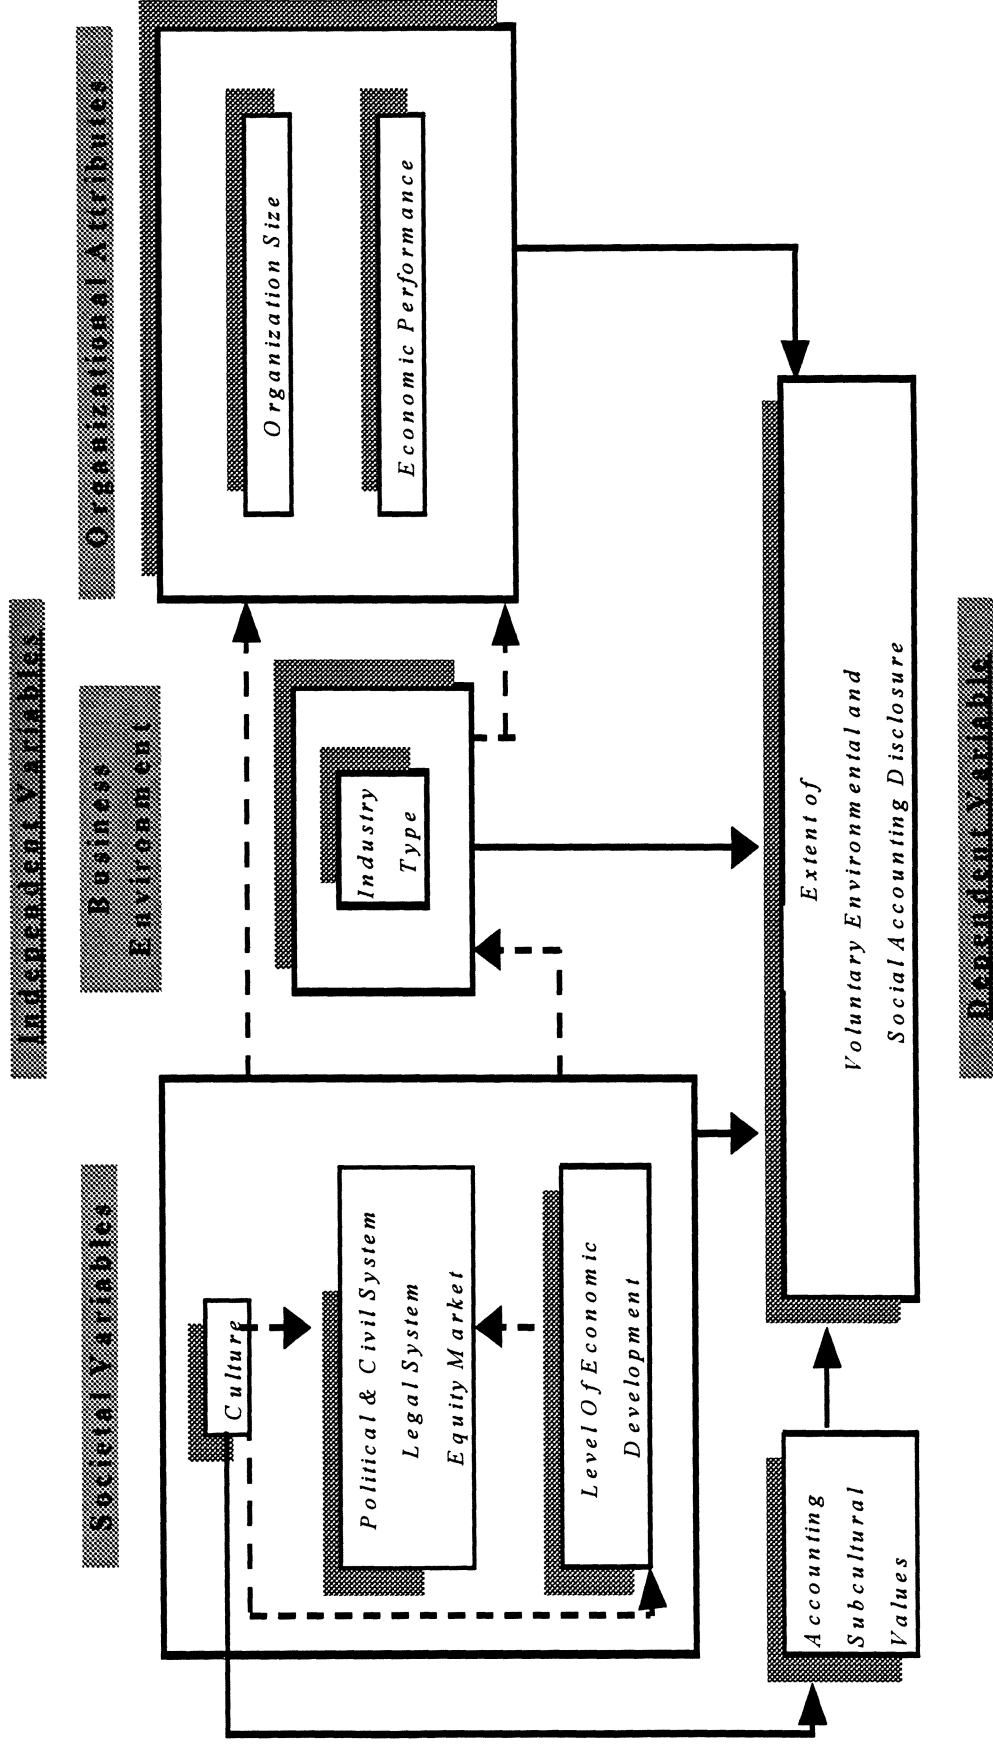 Independent Variables
Societal Variables
Business
Environment
Organizational Attributes
Culture
Political & Civil System
Legal System
Equity Market
Level Of Economic
Development
Industry
Type
Organization Size
Economic Performance
Accounting
Subcultural
Values
Extent of
Voluntary Environmental and
Social Accounting Disclosure
Dependent Variable